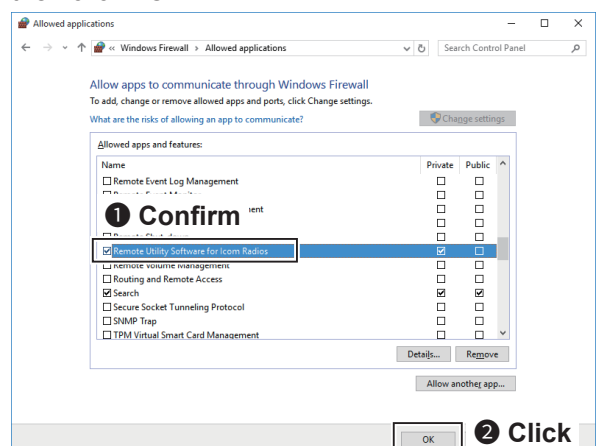 Allowed applications
« Windows Firewall › Allowed applications
Search Control Panel
Allow apps to communicate through Windows Firewall
To add, change or remove allowed apps and ports, click Change settings.
What are the risks of allowing an app to communicate?
Change settings
Allowed apps and features:
Name Private Public
Remote Event Log Management
❶ Confirm
Remote Utility Software for Icom Radios
Remote Volume Management
Routing and Remote Access
Search
Secure Socket Tunneling Protocol
SNMP Trap
TPM Virtual Smart Card Management
Details... Remove
Allow another app...
OK ❷ Click